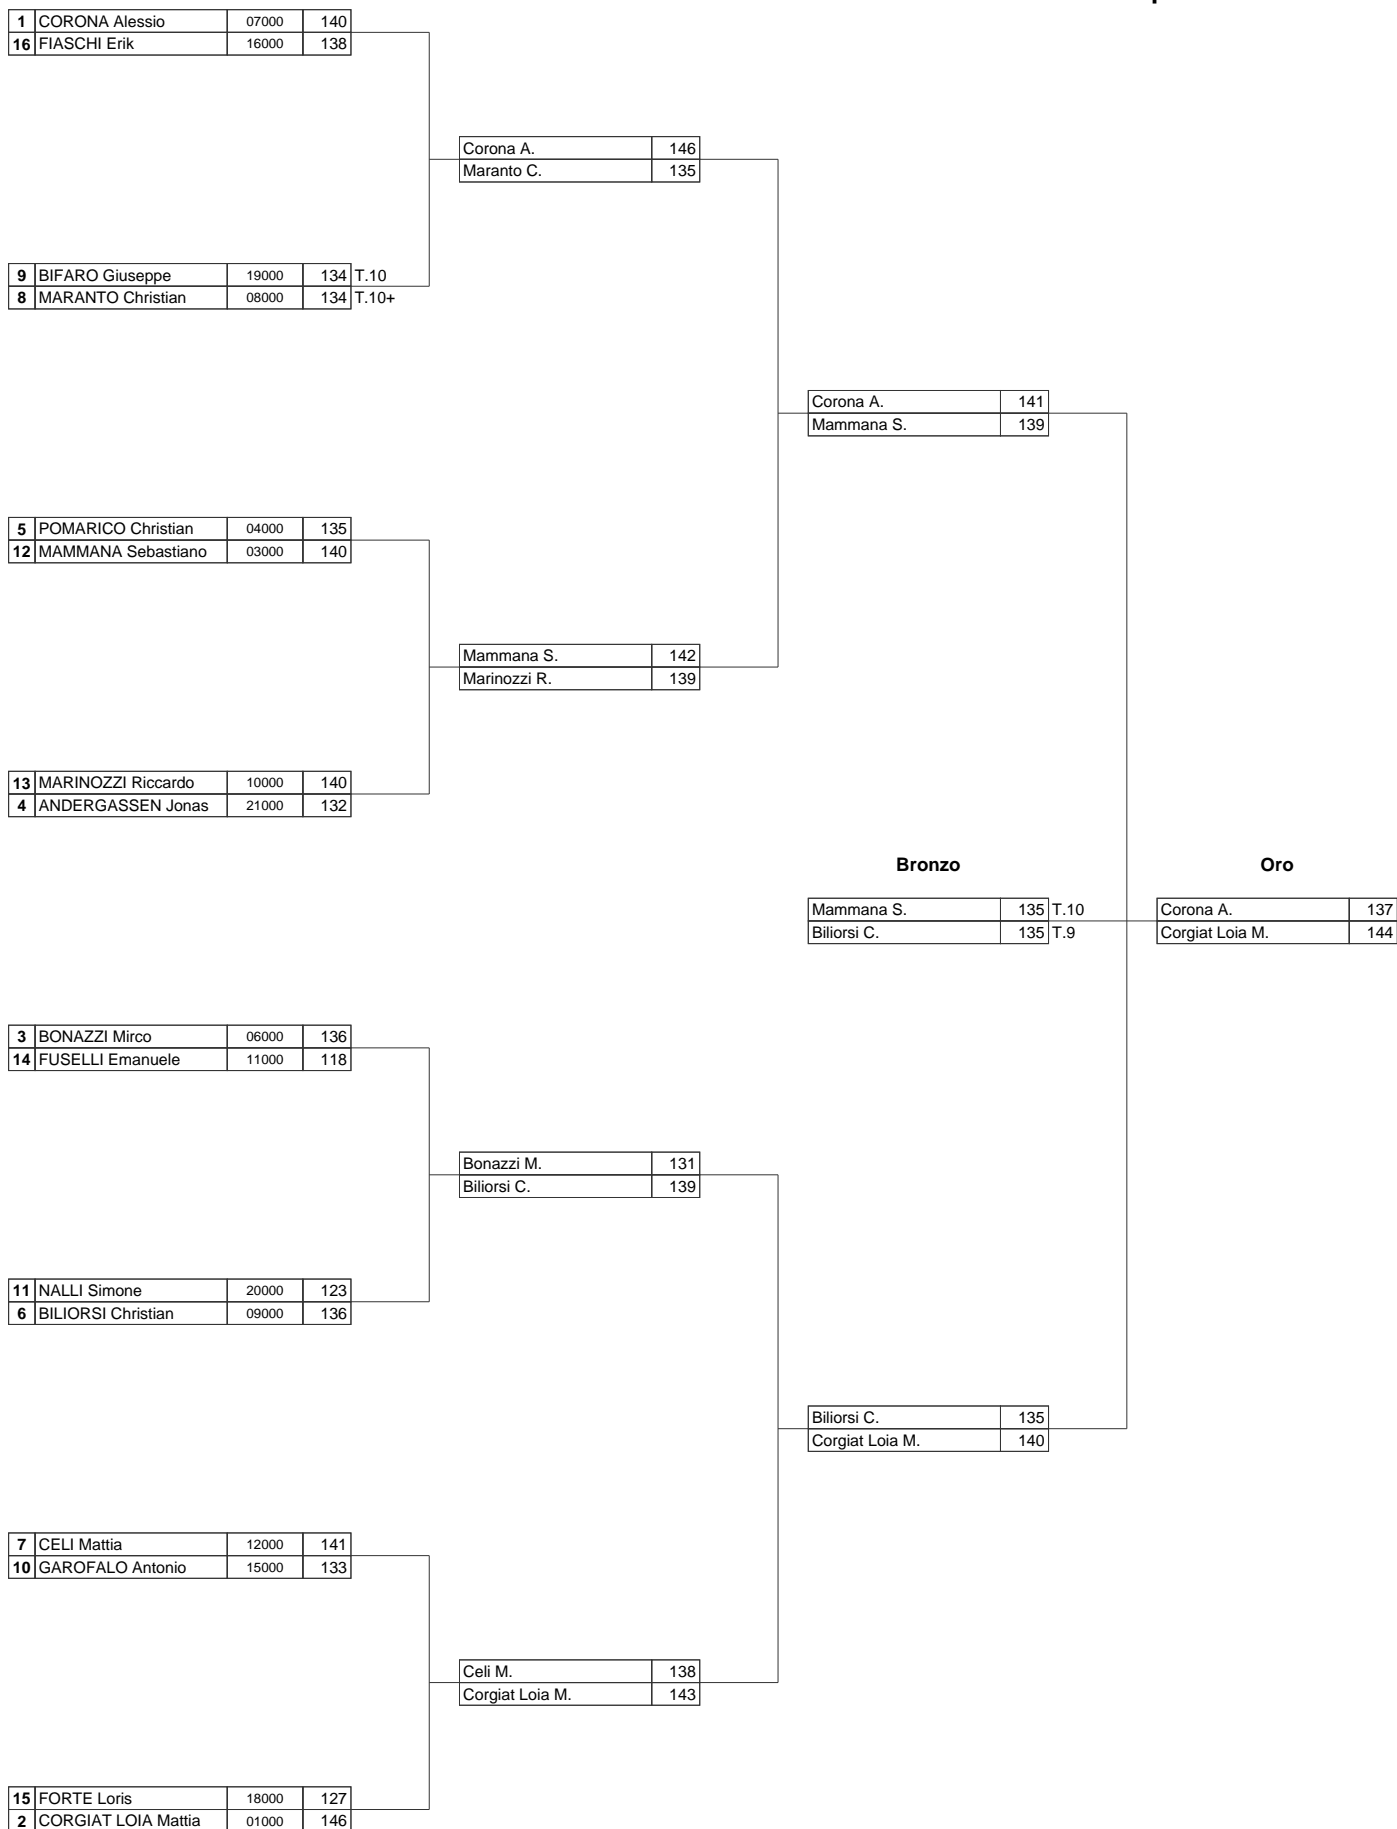 1 CORONA Alessio 07000 140
16 FIASCHI Erik 16000 138
Corona A. 146
Maranto C. 135
9 BIFARO Giuseppe 19000 134 T.10
8 MARANTO Christian 08000 134 T.10+
Corona A. 141
Mammana S. 139
5 POMARICO Christian 04000 135
12 MAMMANA Sebastiano 03000 140
Mammana S. 142
Marinozzi R. 139
13 MARINOZZI Riccardo 10000 140
4 ANDERGASSEN Jonas 21000 132
Bronzo Oro
Mammana S. 135 T.10 Corona A. 137
Biliorsi C. 135 T.9 Corgiat Loia M. 144
3 BONAZZI Mirco 06000 136
14 FUSELLI Emanuele 11000 118
Bonazzi M. 131
Biliorsi C. 139
11 NALLI Simone 20000 123
6 BILIORSI Christian 09000 136
Biliorsi C. 135
Corgiat Loia M. 140
7 CELI Mattia 12000 141
10 GAROFALO Antonio 15000 133
Celi M. 138
Corgiat Loia M. 143
15 FORTE Loris 18000 127
2 CORGIAT LOIA Mattia 01000 146